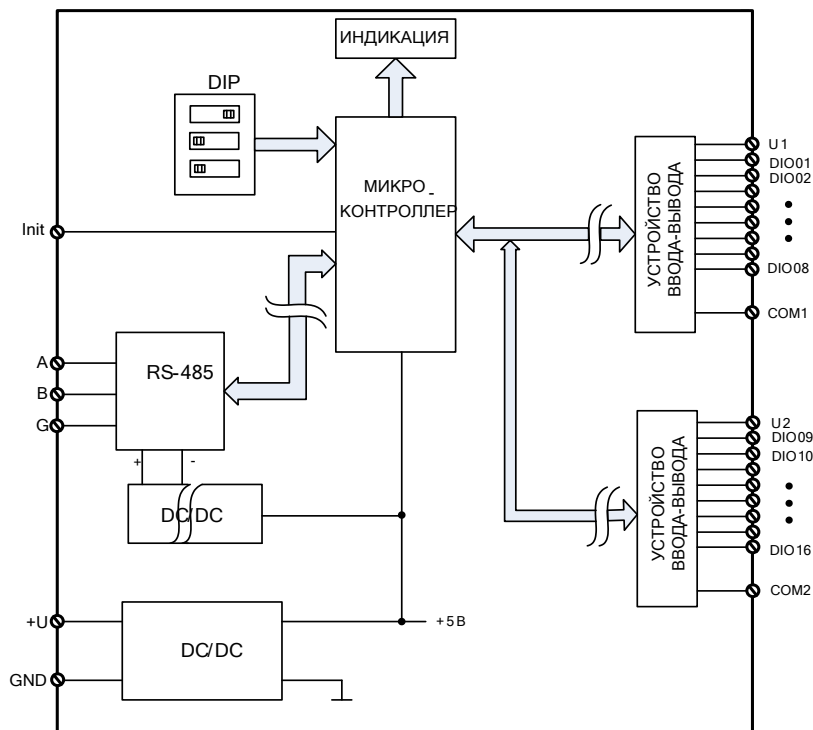 ИНДИКАЦИЯ
DIP
МИКРО-
КОНТРОЛЛЕР
Init
A
B
G
RS-485
+ -
DC/DC
+U
GND
DC/DC
+5В
УСТРОЙСТВО
ВВОДА-ВЫВОДА
U1
DIO01
DIO02
DIO08
COM1
УСТРОЙСТВО
ВВОДА-ВЫВОДА
U2
DIO09
DIO10
DIO16
COM2